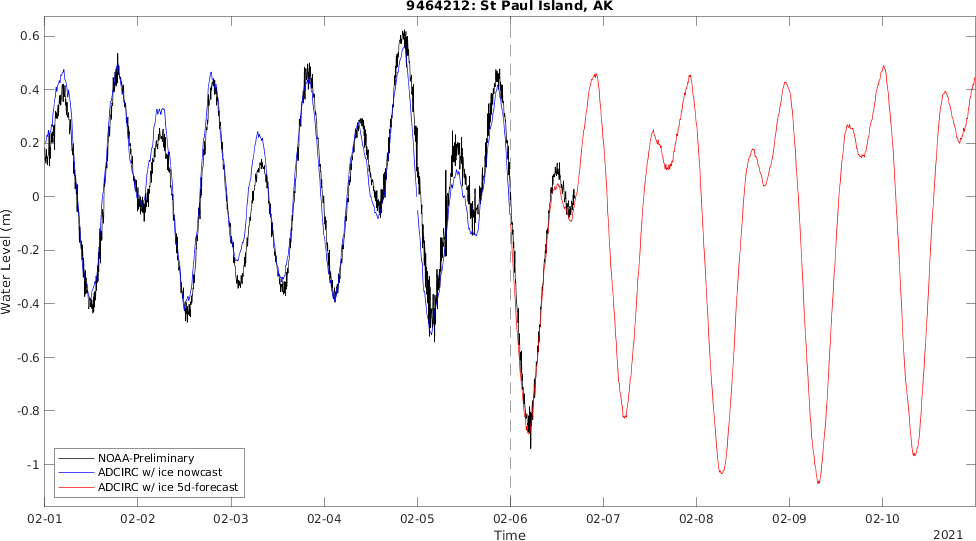 9464212: St Paul Island, AK
0.6
0.4
0.2
0
-0.2
-0.4
-0.6
-0.8
-1
Water Level (m)
NOAA-Preliminary
ADCIRC w/ ice nowcast
ADCIRC w/ ice 5d-forecast
02-01 02-02 02-03 02-04 02-05 02-06 02-07 02-08 02-09 02-10
Time
2021